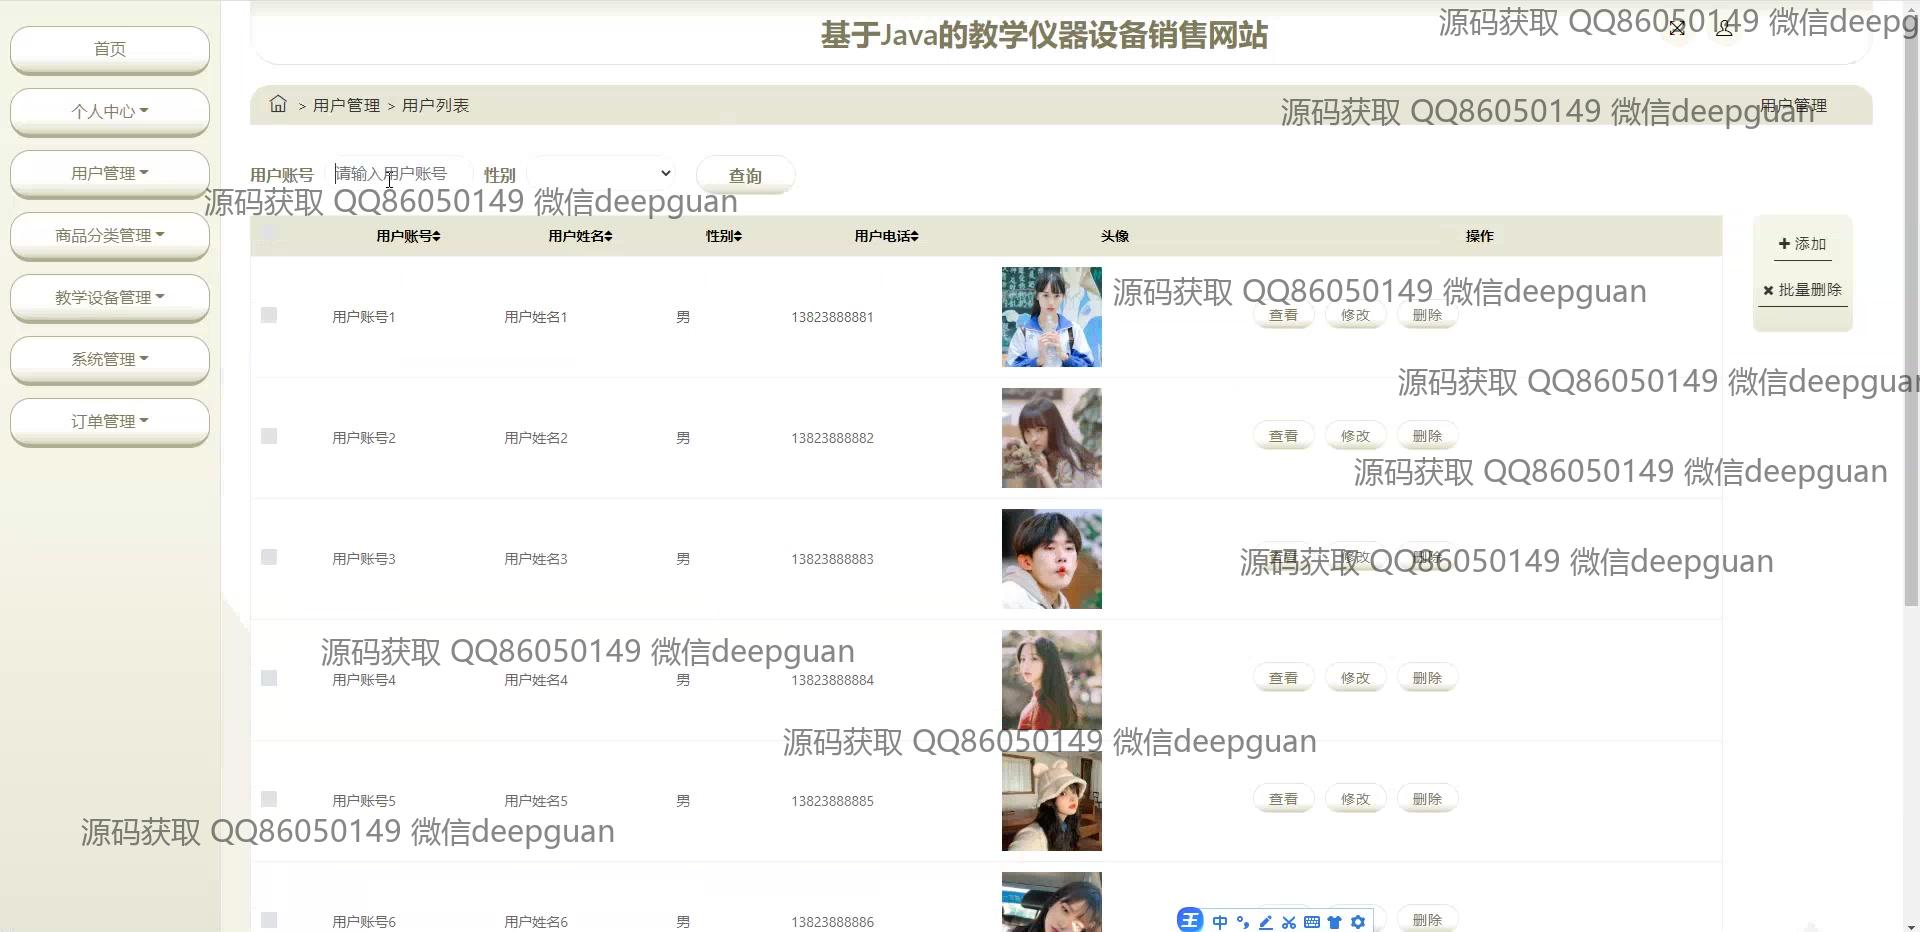 基于Java的教学仪器设备销售网站
源码获取 QQ86050149 微信deepg
首页
个人中心
用户管理
商品分类管理
教学设备管理
系统管理
订单管理
> 用户管理 > 用户列表
用户管理
源码获取 QQ86050149 微信deepguan
用户账号 请输入用户账号 性别 查询
源码获取 QQ86050149 微信deepguan
用户账号 用户姓名 性别 用户电话 头像 操作
添加
批量删除
源码获取 QQ86050149 微信deepguan
用户账号1 用户姓名1 男 13823888881 查看 修改 删除
源码获取 QQ86050149 微信deepguan
用户账号2 用户姓名2 男 13823888882 查看 修改 删除
源码获取 QQ86050149 微信deepguan
用户账号3 用户姓名3 男 13823888883 查看 修改 删除
源码获取 QQ86050149 微信deepguan
源码获取 QQ86050149 微信deepguan
用户账号4 用户姓名4 男 13823888884 查看 修改 删除
源码获取 QQ86050149 微信deepguan
用户账号5 用户姓名5 男 13823888885 查看 修改 删除
源码获取 QQ86050149 微信deepguan
用户账号6 用户姓名6 男 13823888886 删除
王 中